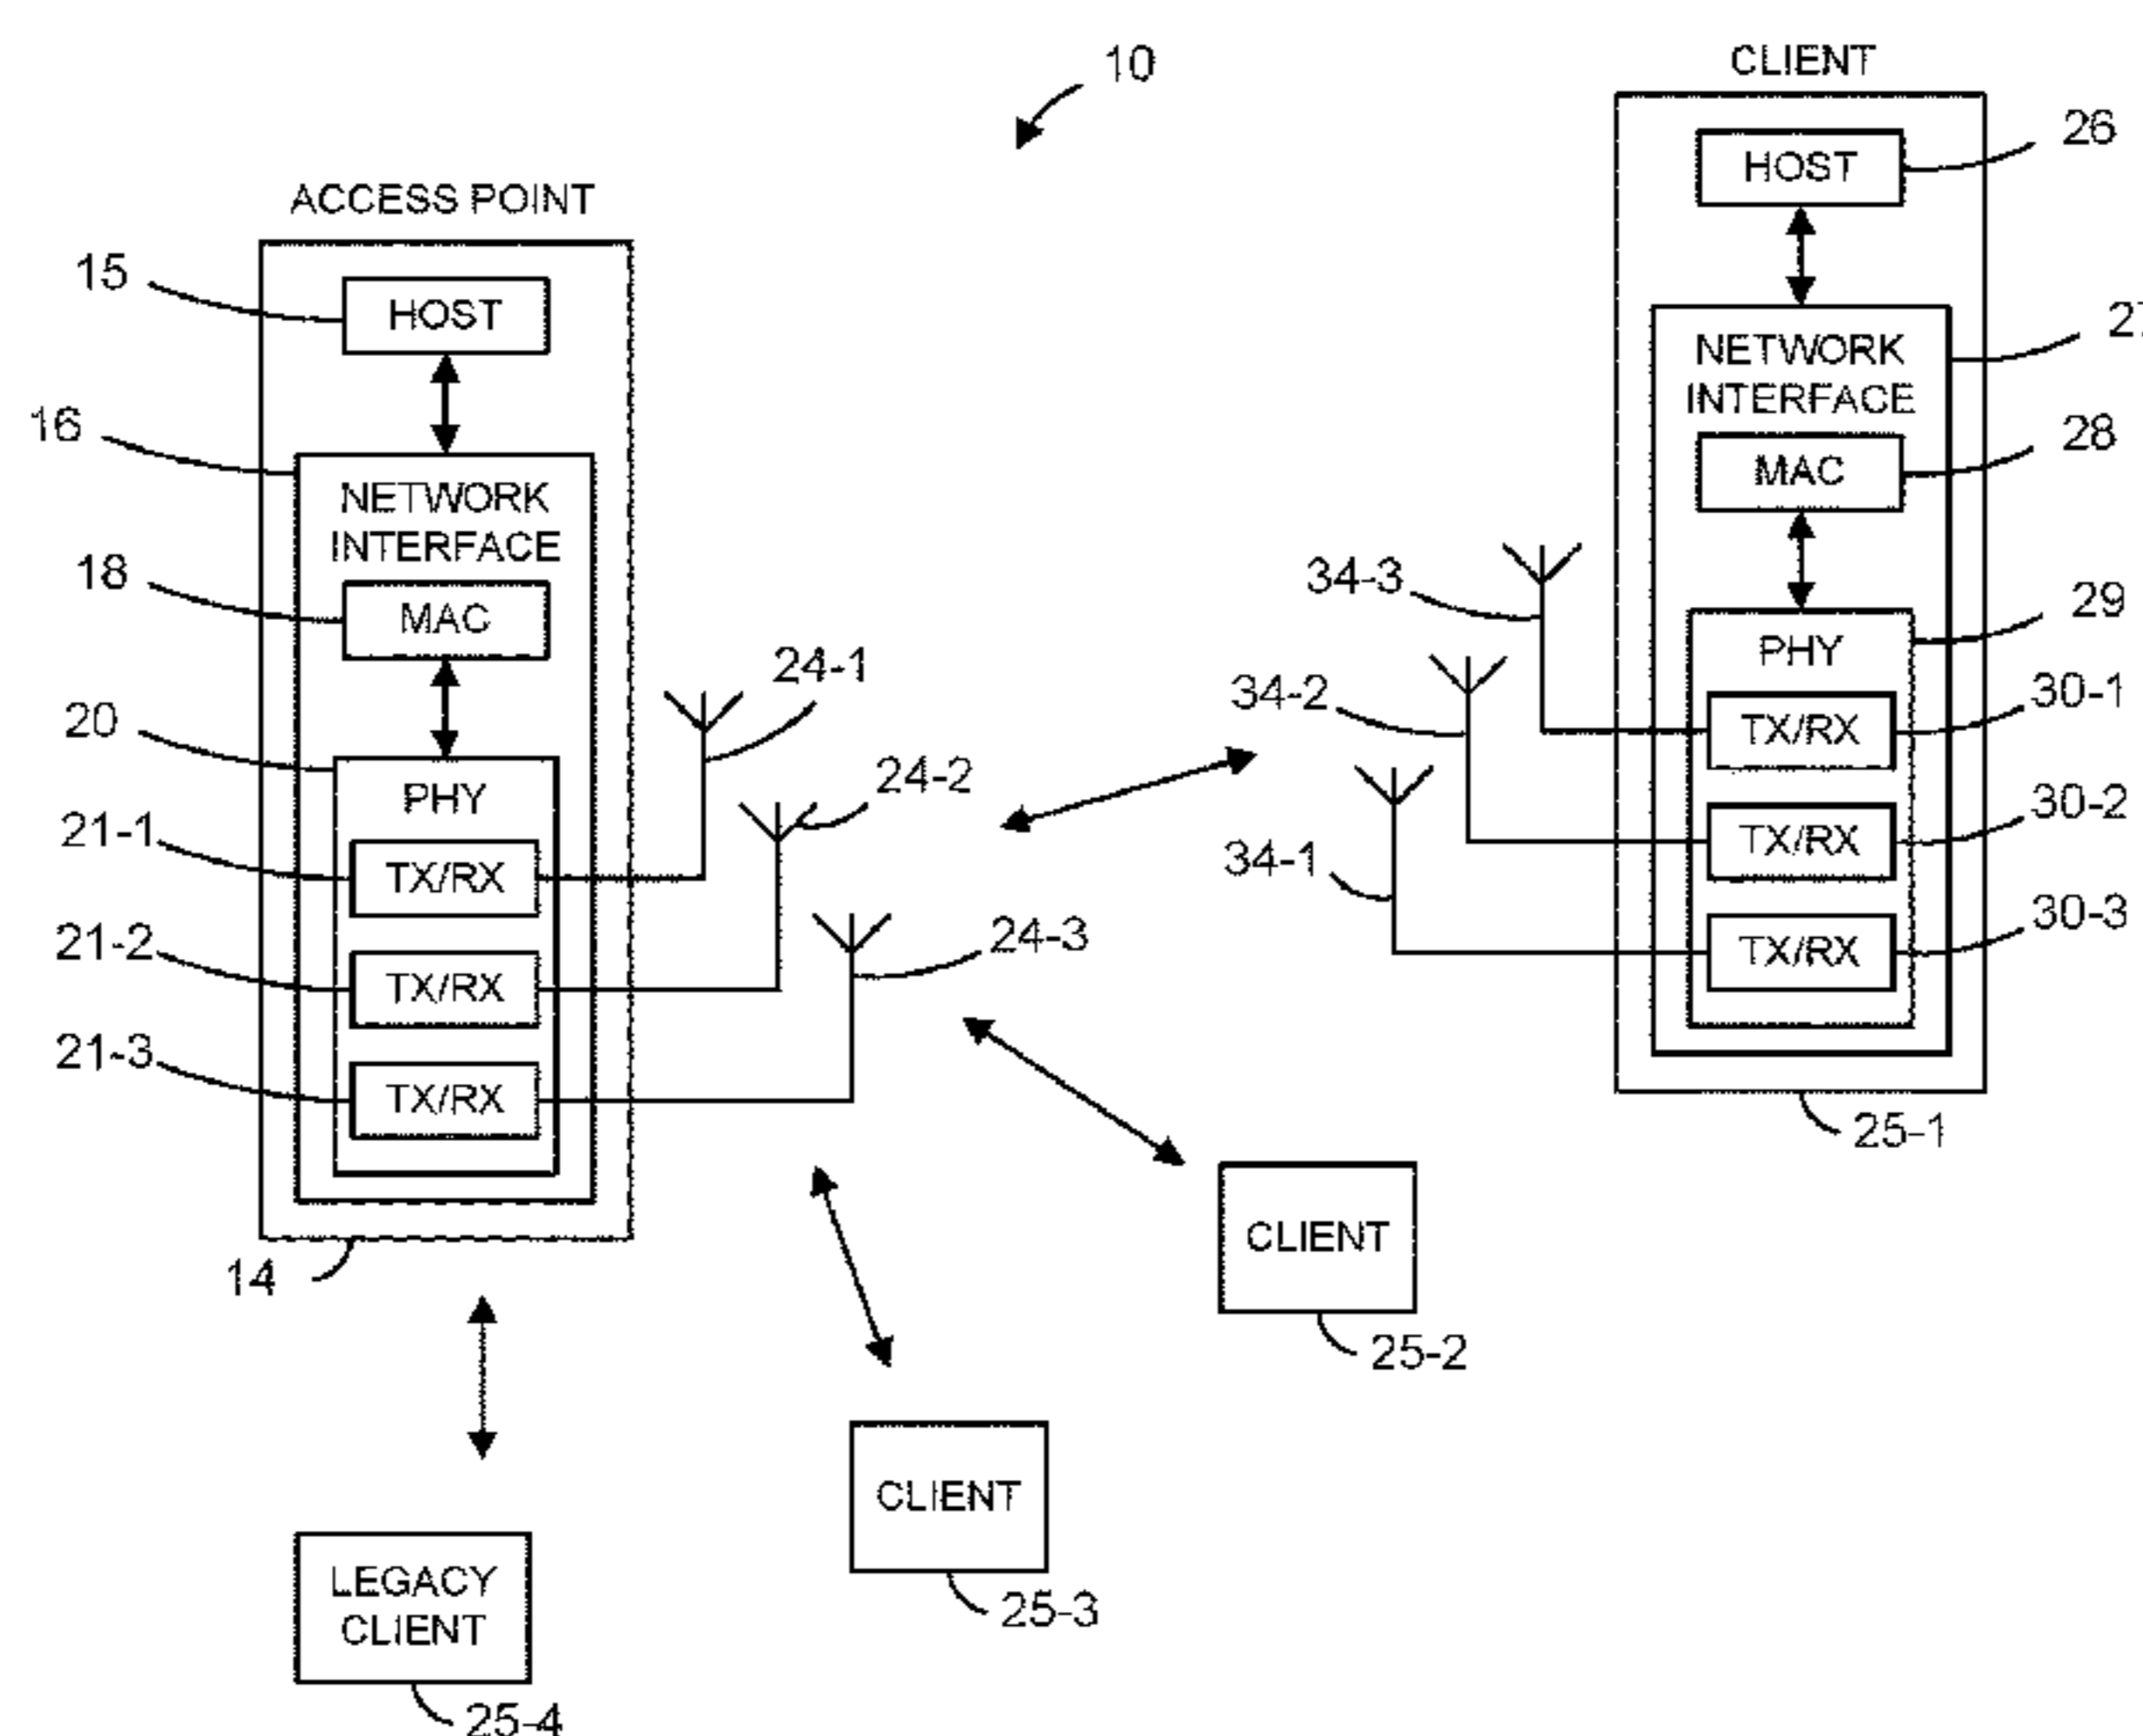 10
ACCESS POINT
15
HOST
16
NETWORK
INTERFACE
18
MAC
20
PHY
21-1
TX/RX
21-2
TX/RX
21-3
TX/RX
14
24-1
24-2
24-3
CLIENT
HOST
26
NETWORK
INTERFACE
27
MAC
28
PHY
29
TX/RX
30-1
TX/RX
30-2
TX/RX
30-3
34-3
34-2
34-1
25-1
CLIENT
25-2
CLIENT
25-3
LEGACY
CLIENT
25-4